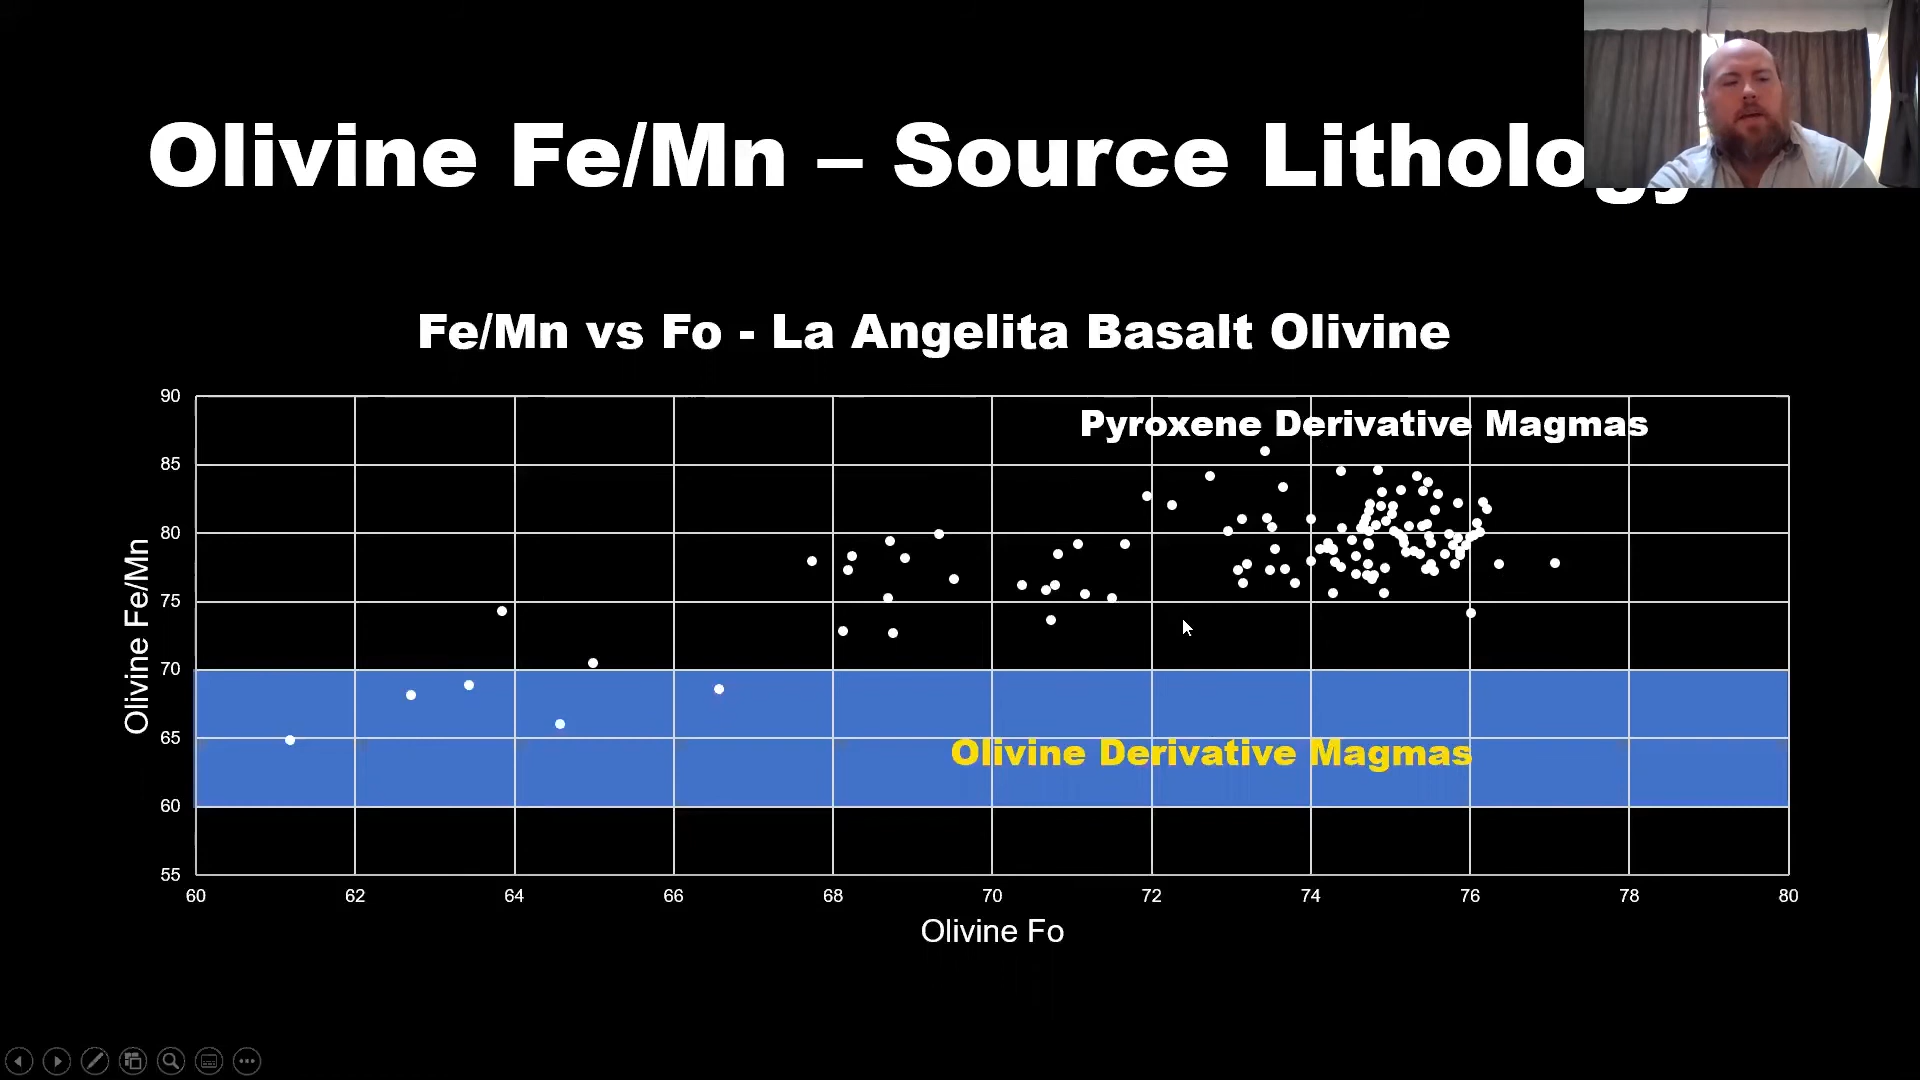 Olivine Fe/Mn – Source Lithology
Fe/Mn vs Fo - La Angelita Basalt Olivine
90
Pyroxene Derivative Magmas
85
80
75
Olivine Fe/Mn
70
65
Olivine Derivative Magmas
60
55
60 62 64 66 68 70 72 74 76 78 80
Olivine Fo